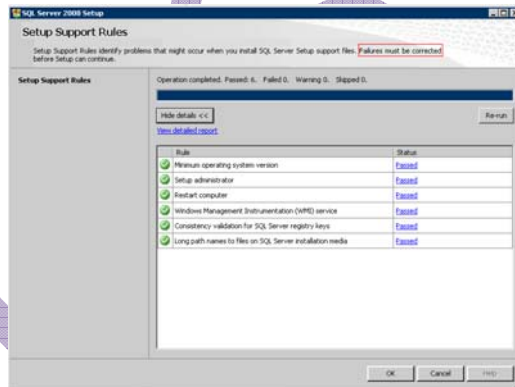 SQL Server 2008 Setup
Setup Support Rules
Setup Support Rules identify problems that might occur when you install SQL Server Setup support files. Failures must be corrected
before Setup can continue.
Setup Support Rules
Operation completed. Passed: 6. Failed 0. Warning 0. Skipped 0.
Hide details <<
Re-run
View detailed report
Rule
Status
Minimum operating system version
Passed
Setup administrator
Passed
Restart computer
Passed
Windows Management Instrumentation (WMI) service
Passed
Consistency validation for SQL Server registry keys
Passed
Long path names to files on SQL Server installation media
Passed
OK
Cancel
Help